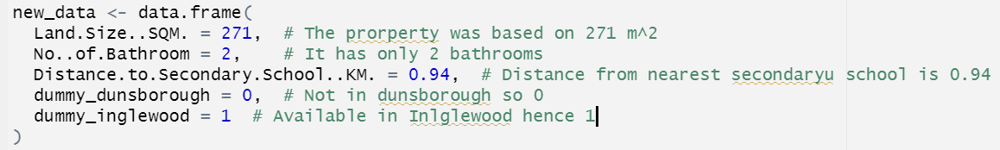 new_data <- data.frame(
  Land.Size..SQM. = 271,  # The prorperty was based on 271 m^2
  No..of.Bathroom = 2,    # It has only 2 bathrooms
  Distance.to.Secondary.School..KM. = 0.94,  # Distance from nearest secondaryu school is 0.94
  dummy_dunsborough = 0,  # Not in dunsborough so 0
  dummy_inglewood = 1  # Available in Inlglewood hence 1
)